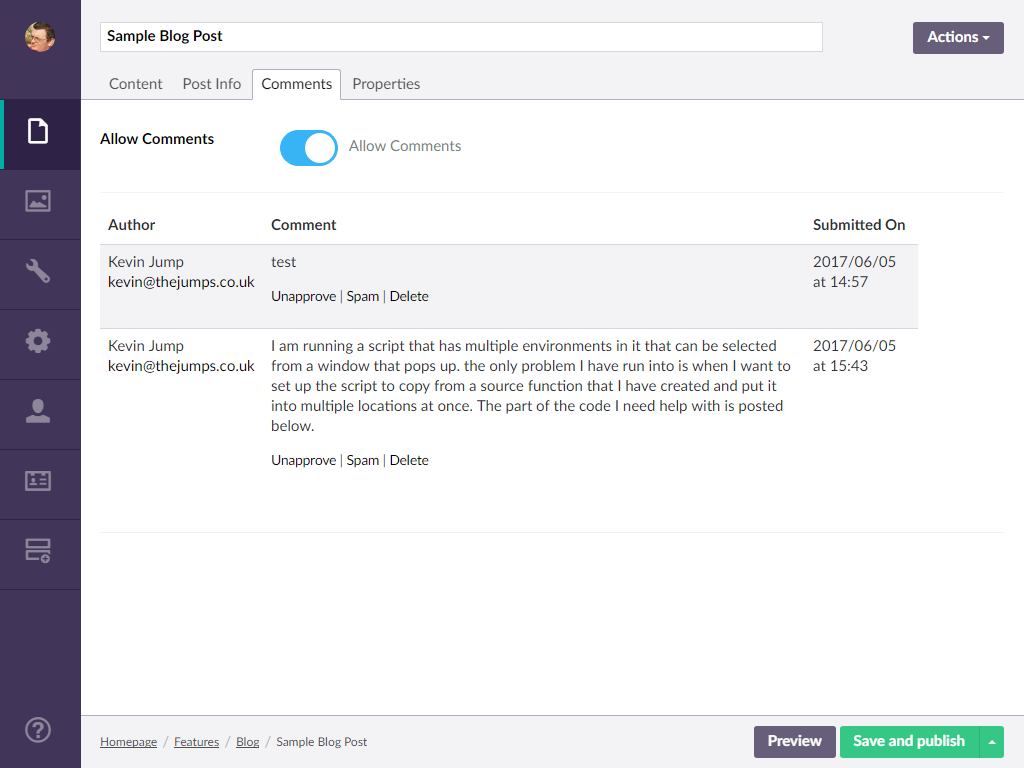 Sample Blog Post
Actions
Content Post Info Comments Properties
Allow Comments Allow Comments
Author Comment Submitted On
Kevin Jump test 2017/06/05
kevin@thejumps.co.uk at 14:57
Unapprove | Spam | Delete
Kevin Jump I am running a script that has multiple environments in it that can be selected 2017/06/05
kevin@thejumps.co.uk from a window that pops up. the only problem I have run into is when I want to at 15:43
set up the script to copy from a source function that I have created and put it
into multiple locations at once. The part of the code I need help with is posted
below.
Unapprove | Spam | Delete
Homepage / Features / Blog / Sample Blog Post Preview Save and publish